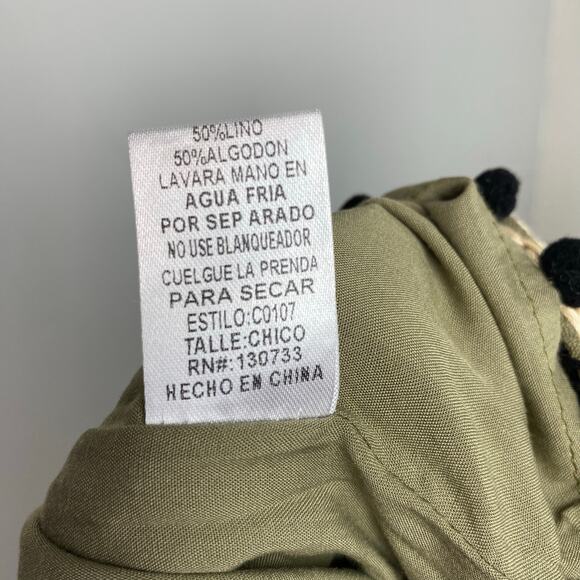 50%LINO
50%ALGODON
LAVARA MANO EN
AGUA FRIA
POR SEP ARADO
NO USE BLANQUEADOR
CUELGUE LA PRENDA
PARA SECAR
ESTILO:C0107
TALLE:CHICO
RN#:130733
HECHO EN CHINA